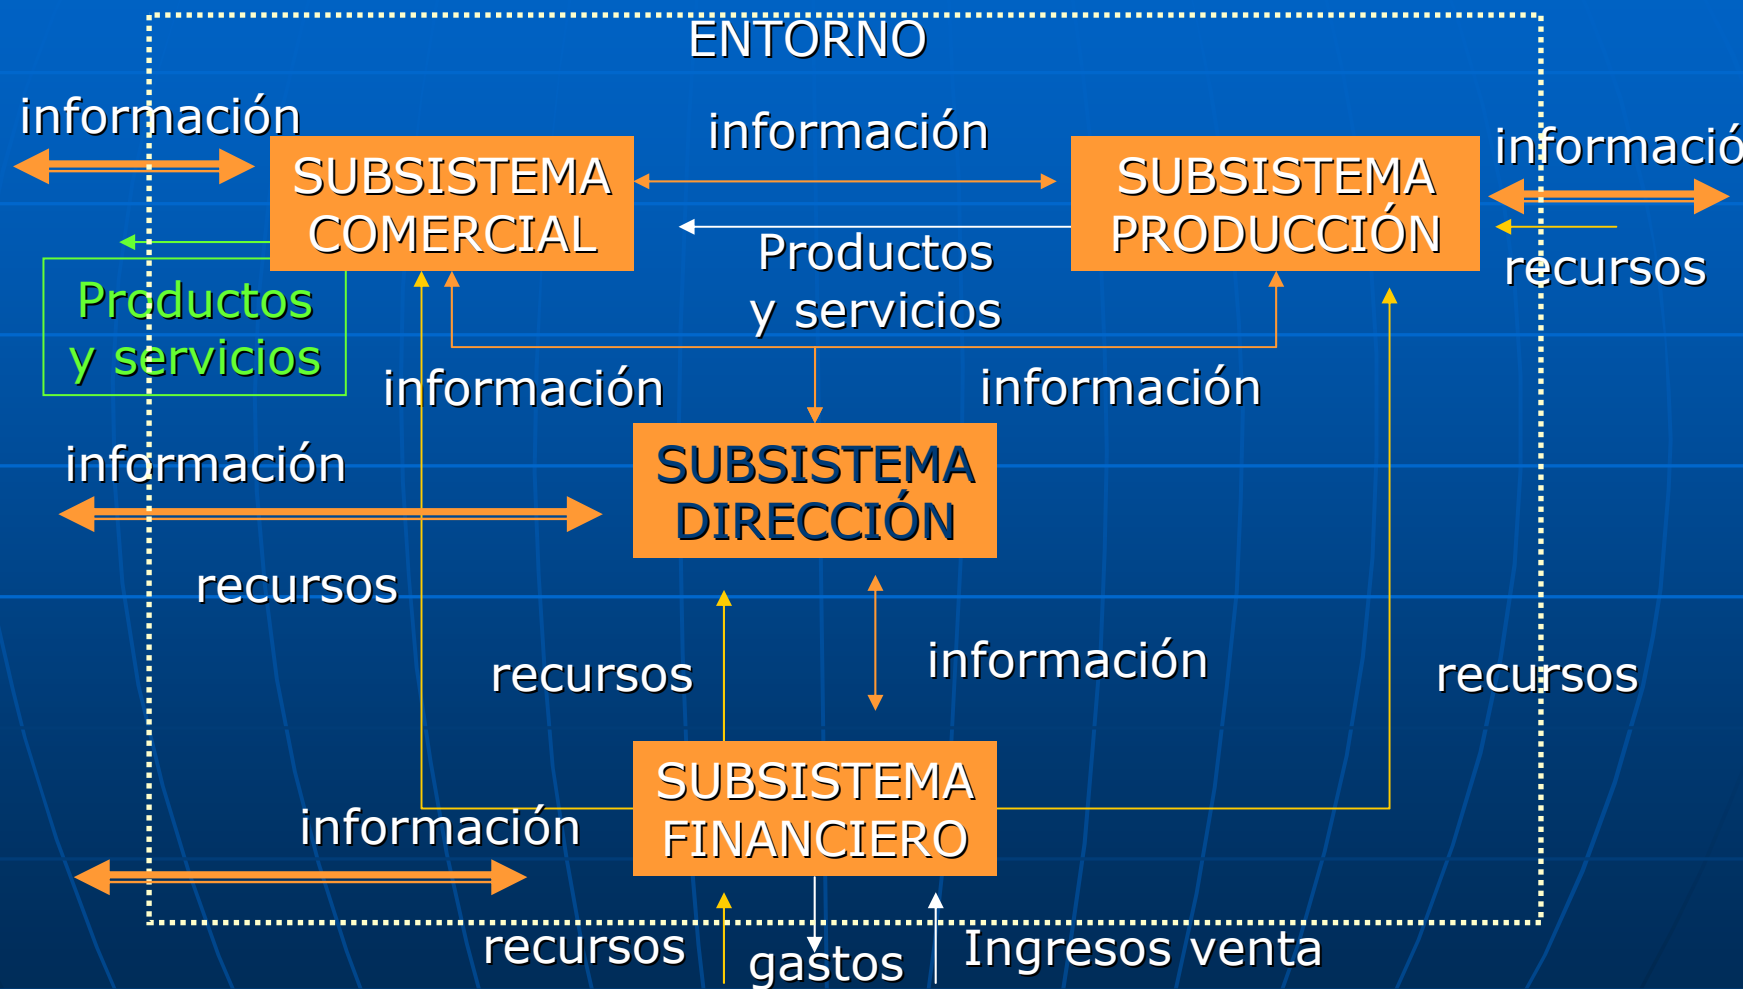 ENTORNO
información
información
informació
SUBSISTEMA
COMERCIAL
SUBSISTEMA
PRODUCCIÓN
Productos
y servicios
recursos
Productos
y servicios
información
información
información
SUBSISTEMA
DIRECCIÓN
recursos
recursos
información
recursos
SUBSISTEMA
FINANCIERO
información
recursos
gastos
Ingresos venta